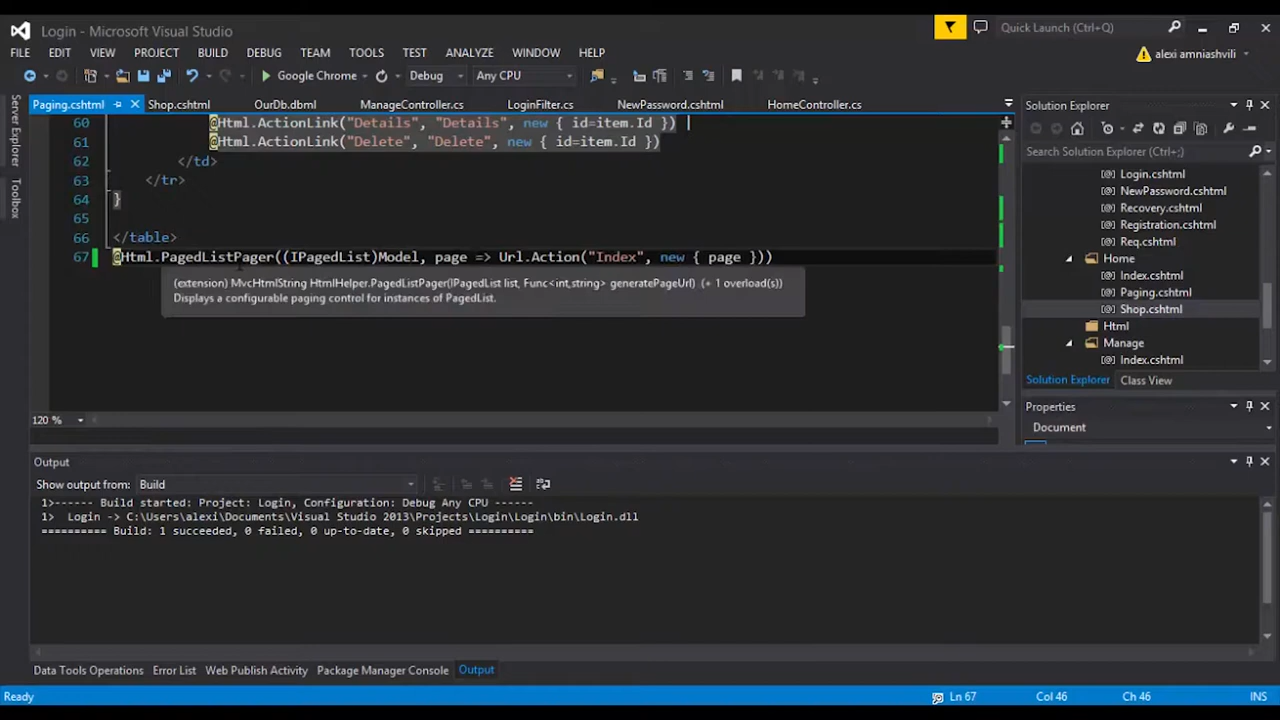 Login - Microsoft Visual Studio
Quick Launch (Ctrl+Q)
FILE EDIT VIEW PROJECT BUILD DEBUG TEAM TOOLS TEST ANALYZE WINDOW HELP
alexi amniashvili
Google Chrome Debug Any CPU
Server Explorer
Toolbox
Paging.cshtml Shop.cshtml OurDb.dbml ManageController.cs LoginFilter.cs NewPassword.cshtml HomeController.cs
60 @Html.ActionLink("Details", "Details", new { id=item.Id }) |
61 @Html.ActionLink("Delete", "Delete", new { id=item.Id })
62 </td>
63 </tr>
64 }
65
66 </table>
67 @Html.PagedListPager((IPagedList)Model, page => Url.Action("Index", new { page }))
(extension) MvcHtmlString HtmlHelper.PagedListPager(IPagedList list, Func<int,string> generatePageUrl) (+ 1 overload(s))
Displays a configurable paging control for instances of PagedList.
120 %
Solution Explorer
Search Solution Explorer (Ctrl+;)
Login.cshtml
NewPassword.cshtml
Recovery.cshtml
Registration.cshtml
Req.cshtml
Home
Index.cshtml
Paging.cshtml
Shop.cshtml
Html
Manage
Index.cshtml
Solution Explorer Class View
Properties
Document
Output
Show output from: Build
1>------ Build started: Project: Login, Configuration: Debug Any CPU ------
1> Login -> C:\Users\alexi\Documents\Visual Studio 2013\Projects\Login\Login\bin\Login.dll
========== Build: 1 succeeded, 0 failed, 0 up-to-date, 0 skipped ==========
Data Tools Operations Error List Web Publish Activity Package Manager Console Output
Ready Ln 67 Col 46 Ch 46 INS